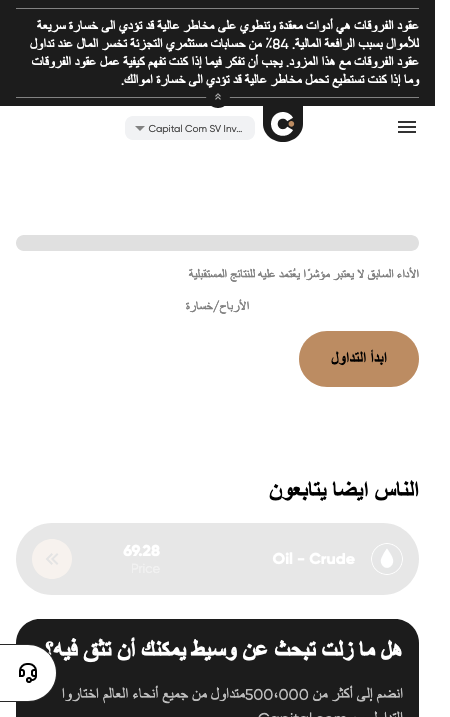 عقود الفروقات هي أدوات معقدة وتنطوي على مخاطر عالية قد تؤدي الى خسارة سريعة
للأموال بسبب الرافعة المالية. 84٪ من حسابات مستثمري التجزئة تخسر المال عند تداول
عقود الفروقات مع هذا المزود. يجب أن تفكر فيما إذا كنت تفهم كيفية عمل عقود الفروقات
وما إذا كنت تستطيع تحمل مخاطر عالية قد تؤدي الى خسارة اموالك.
Capital Com SV Inv...
الأداء السابق لا يعتبر مؤشرًا يُعتمد عليه للنتائج المستقبلية
الأرباح/خسارة
ابدأ التداول
الناس ايضا يتابعون
Oil - Crude
69.28
Price
هل ما زلت تبحث عن وسيط يمكنك أن تثق فيه؟
انضم إلى أكثر من 500،000متداول من جميع أنحاء العالم اختاروا